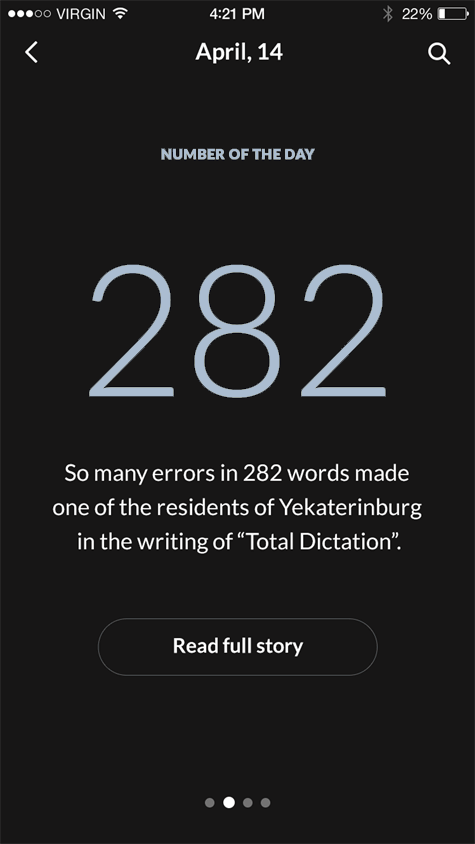 VIRGIN 4:21 PM 22%
April, 14
NUMBER OF THE DAY
282
So many errors in 282 words made
one of the residents of Yekaterinburg
in the writing of “Total Dictation”.
Read full story